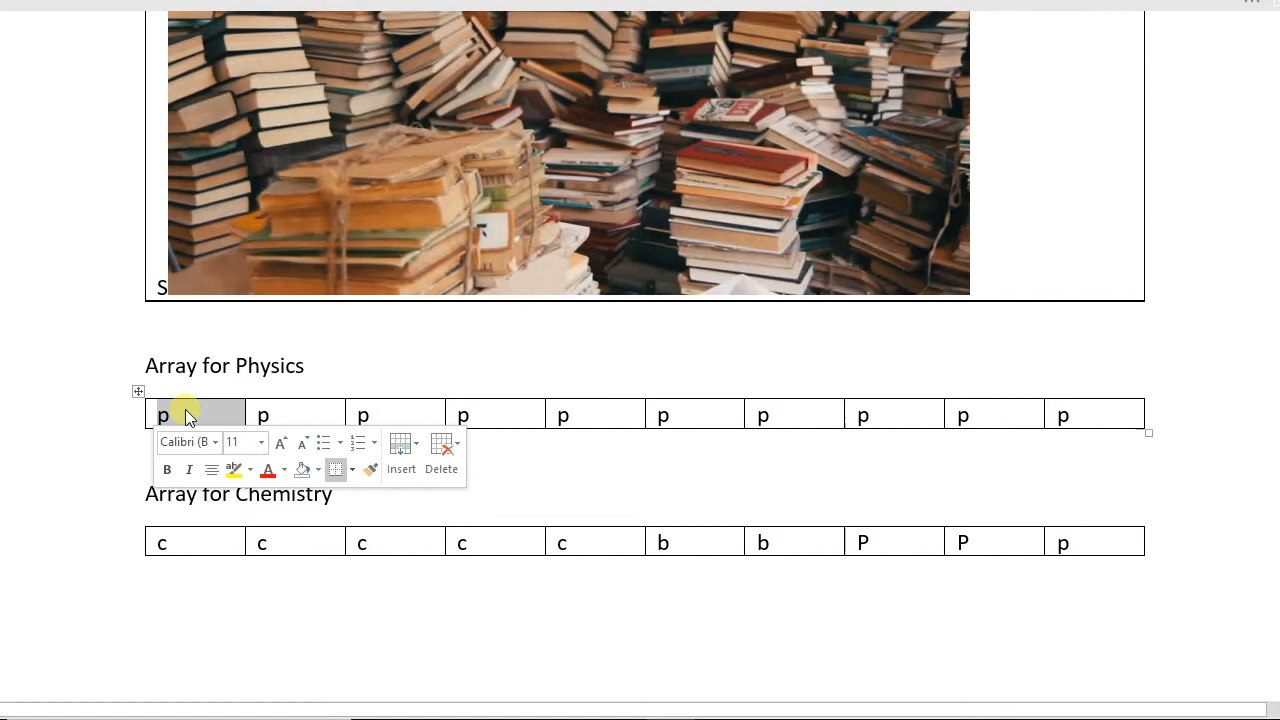 S
Array for Physics
p p p p p p p p p p
Calibri (B 11
B I A Insert Delete
Array for Chemistry
c c c c c b b P P p